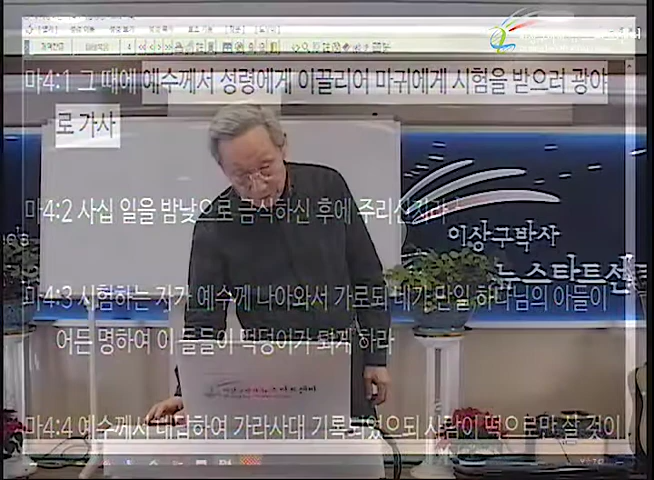 마4:1 그 때에 예수께서 성령에게 이끌리어 마귀에게 시험을 받으러 광야
로 가사
마4:2 사십 일을 밤낮으로 금식하신 후에 주리신지라
이상구박사
뉴스타트센터
마4:3 시험하는 자가 예수께 나아와서 가로되 네가 만일 하나님의 아들이
어든 명하여 이 돌들이 떡덩이가 되게 하라
마4:4 예수께서 대답하여 가라사대 기록되었으되 사람이 떡으로만 살 것이